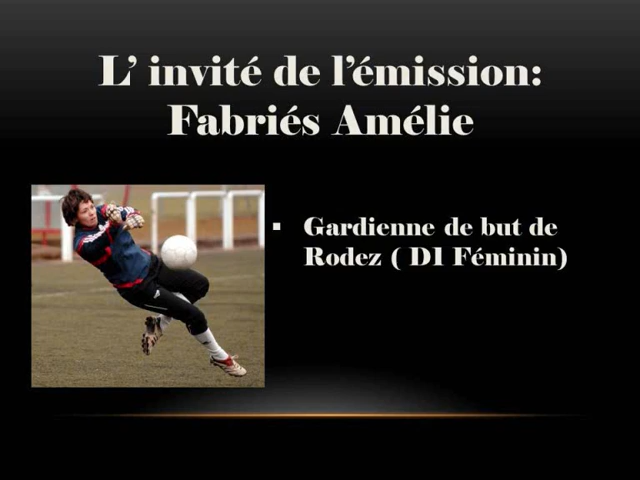 L’ invité de l’émission:
Fabriés Amélie
▪ Gardienne de but de
Rodez ( D1 Féminin)